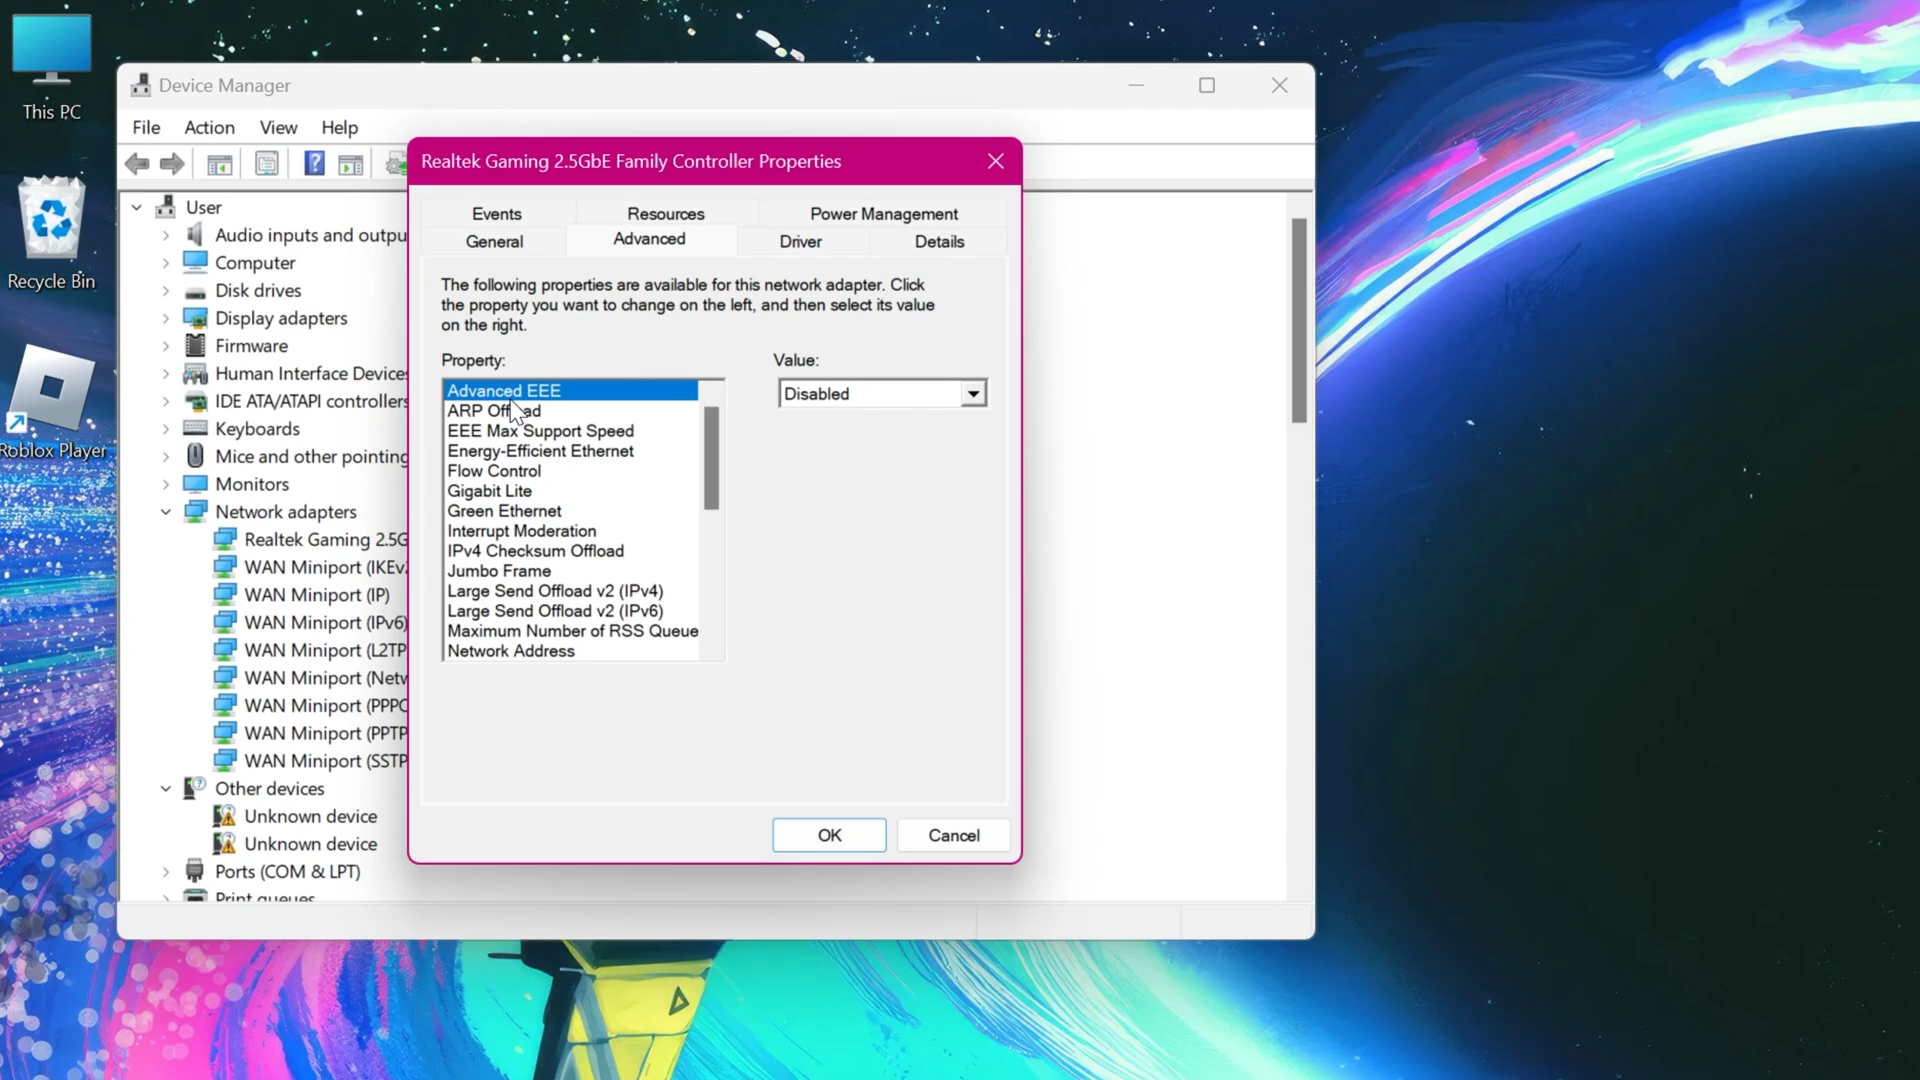 This PC
Recycle Bin
Roblox Player
Device Manager
File Action View Help
User
Audio inputs and outpu
Computer
Disk drives
Display adapters
Firmware
Human Interface Devices
IDE ATA/ATAPI controllers
Keyboards
Mice and other pointing
Monitors
Network adapters
Realtek Gaming 2.5G
WAN Miniport (IKEv2
WAN Miniport (IP)
WAN Miniport (IPv6)
WAN Miniport (L2TP
WAN Miniport (Netw
WAN Miniport (PPPO
WAN Miniport (PPTP
WAN Miniport (SSTP
Other devices
Unknown device
Unknown device
Ports (COM & LPT)
Print queues
Realtek Gaming 2.5GbE Family Controller Properties
Events Resources Power Management
General Advanced Driver Details
The following properties are available for this network adapter. Click
the property you want to change on the left, and then select its value
on the right.
Property:
Advanced EEE
ARP Offload
EEE Max Support Speed
Energy-Efficient Ethernet
Flow Control
Gigabit Lite
Green Ethernet
Interrupt Moderation
IPv4 Checksum Offload
Jumbo Frame
Large Send Offload v2 (IPv4)
Large Send Offload v2 (IPv6)
Maximum Number of RSS Queue
Network Address
Value:
Disabled
OK Cancel